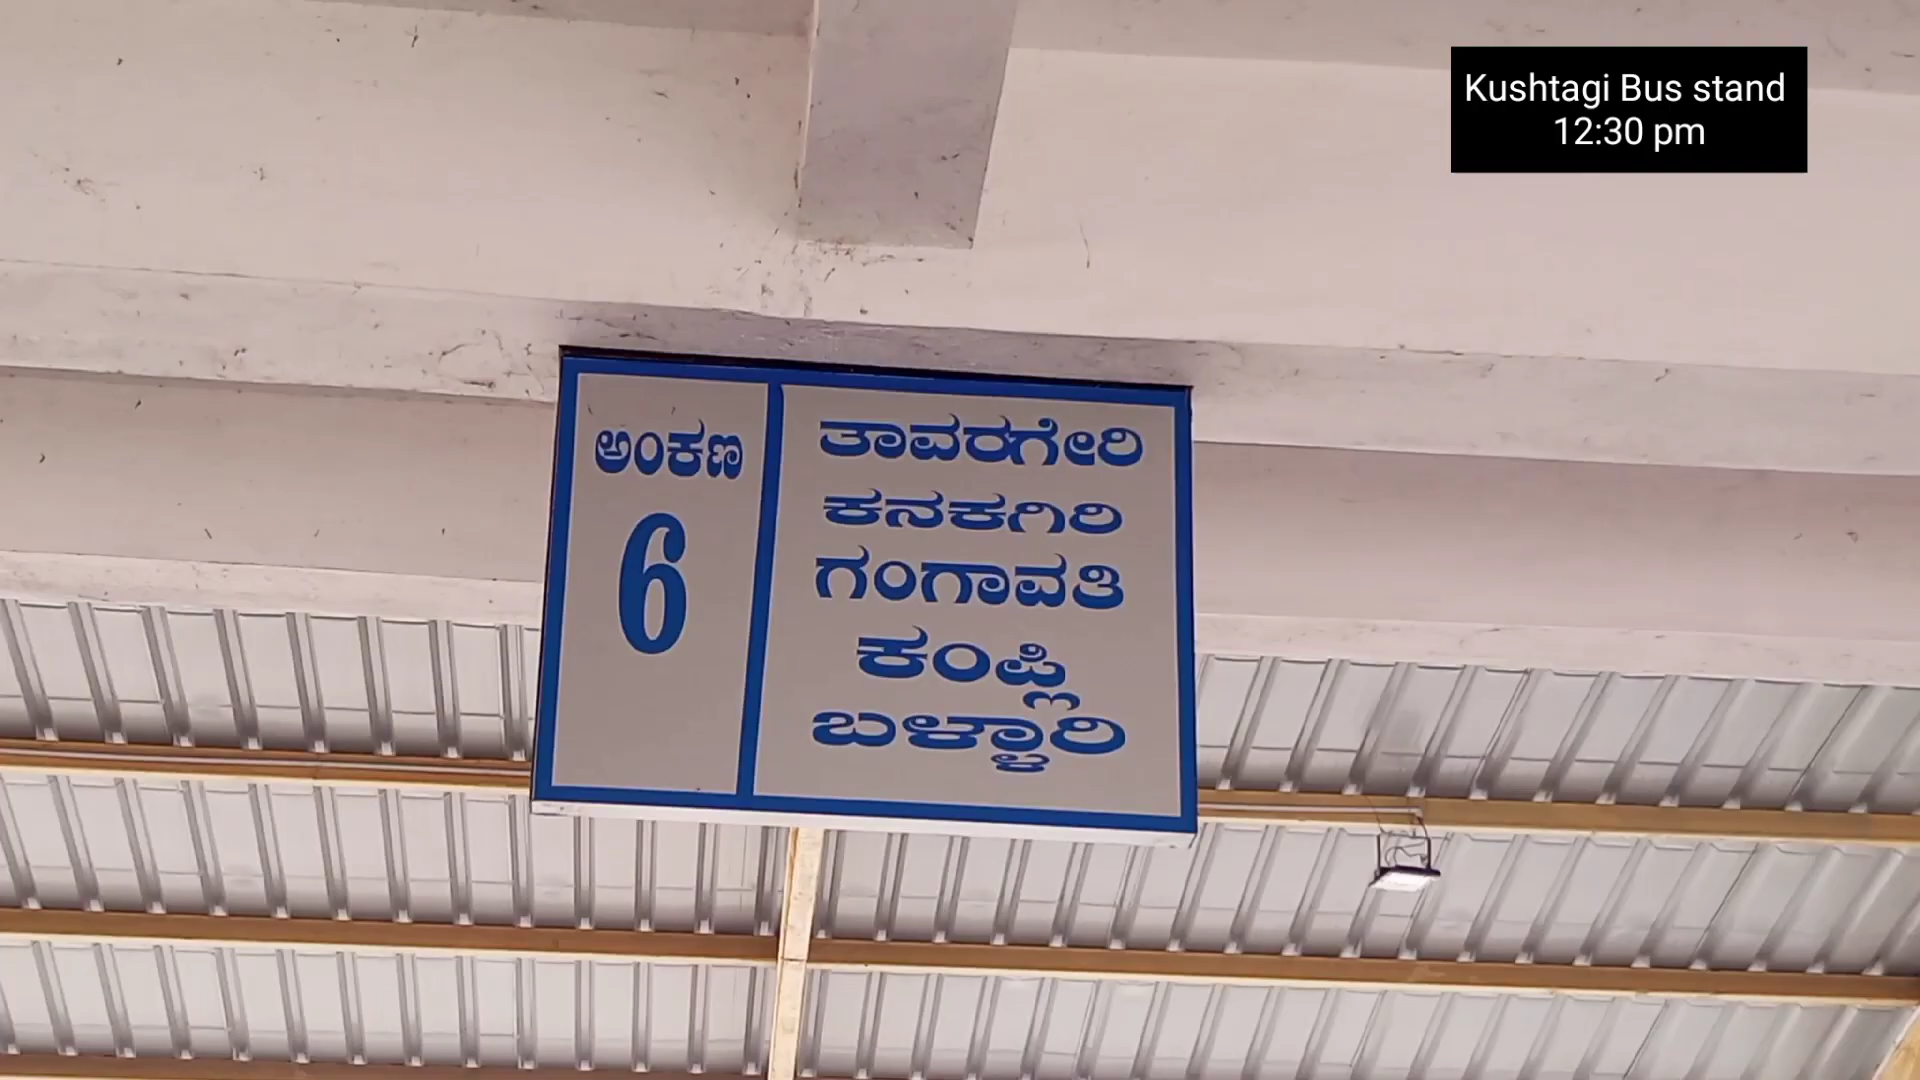 Kushtagi Bus stand
12:30 pm
ಅಂಕಣ
6
ತಾವರಗೇರಿ
ಕನಕಗಿರಿ
ಗಂಗಾವತಿ
ಕಂಪ್ಲಿ
ಬಳ್ಳಾರಿ